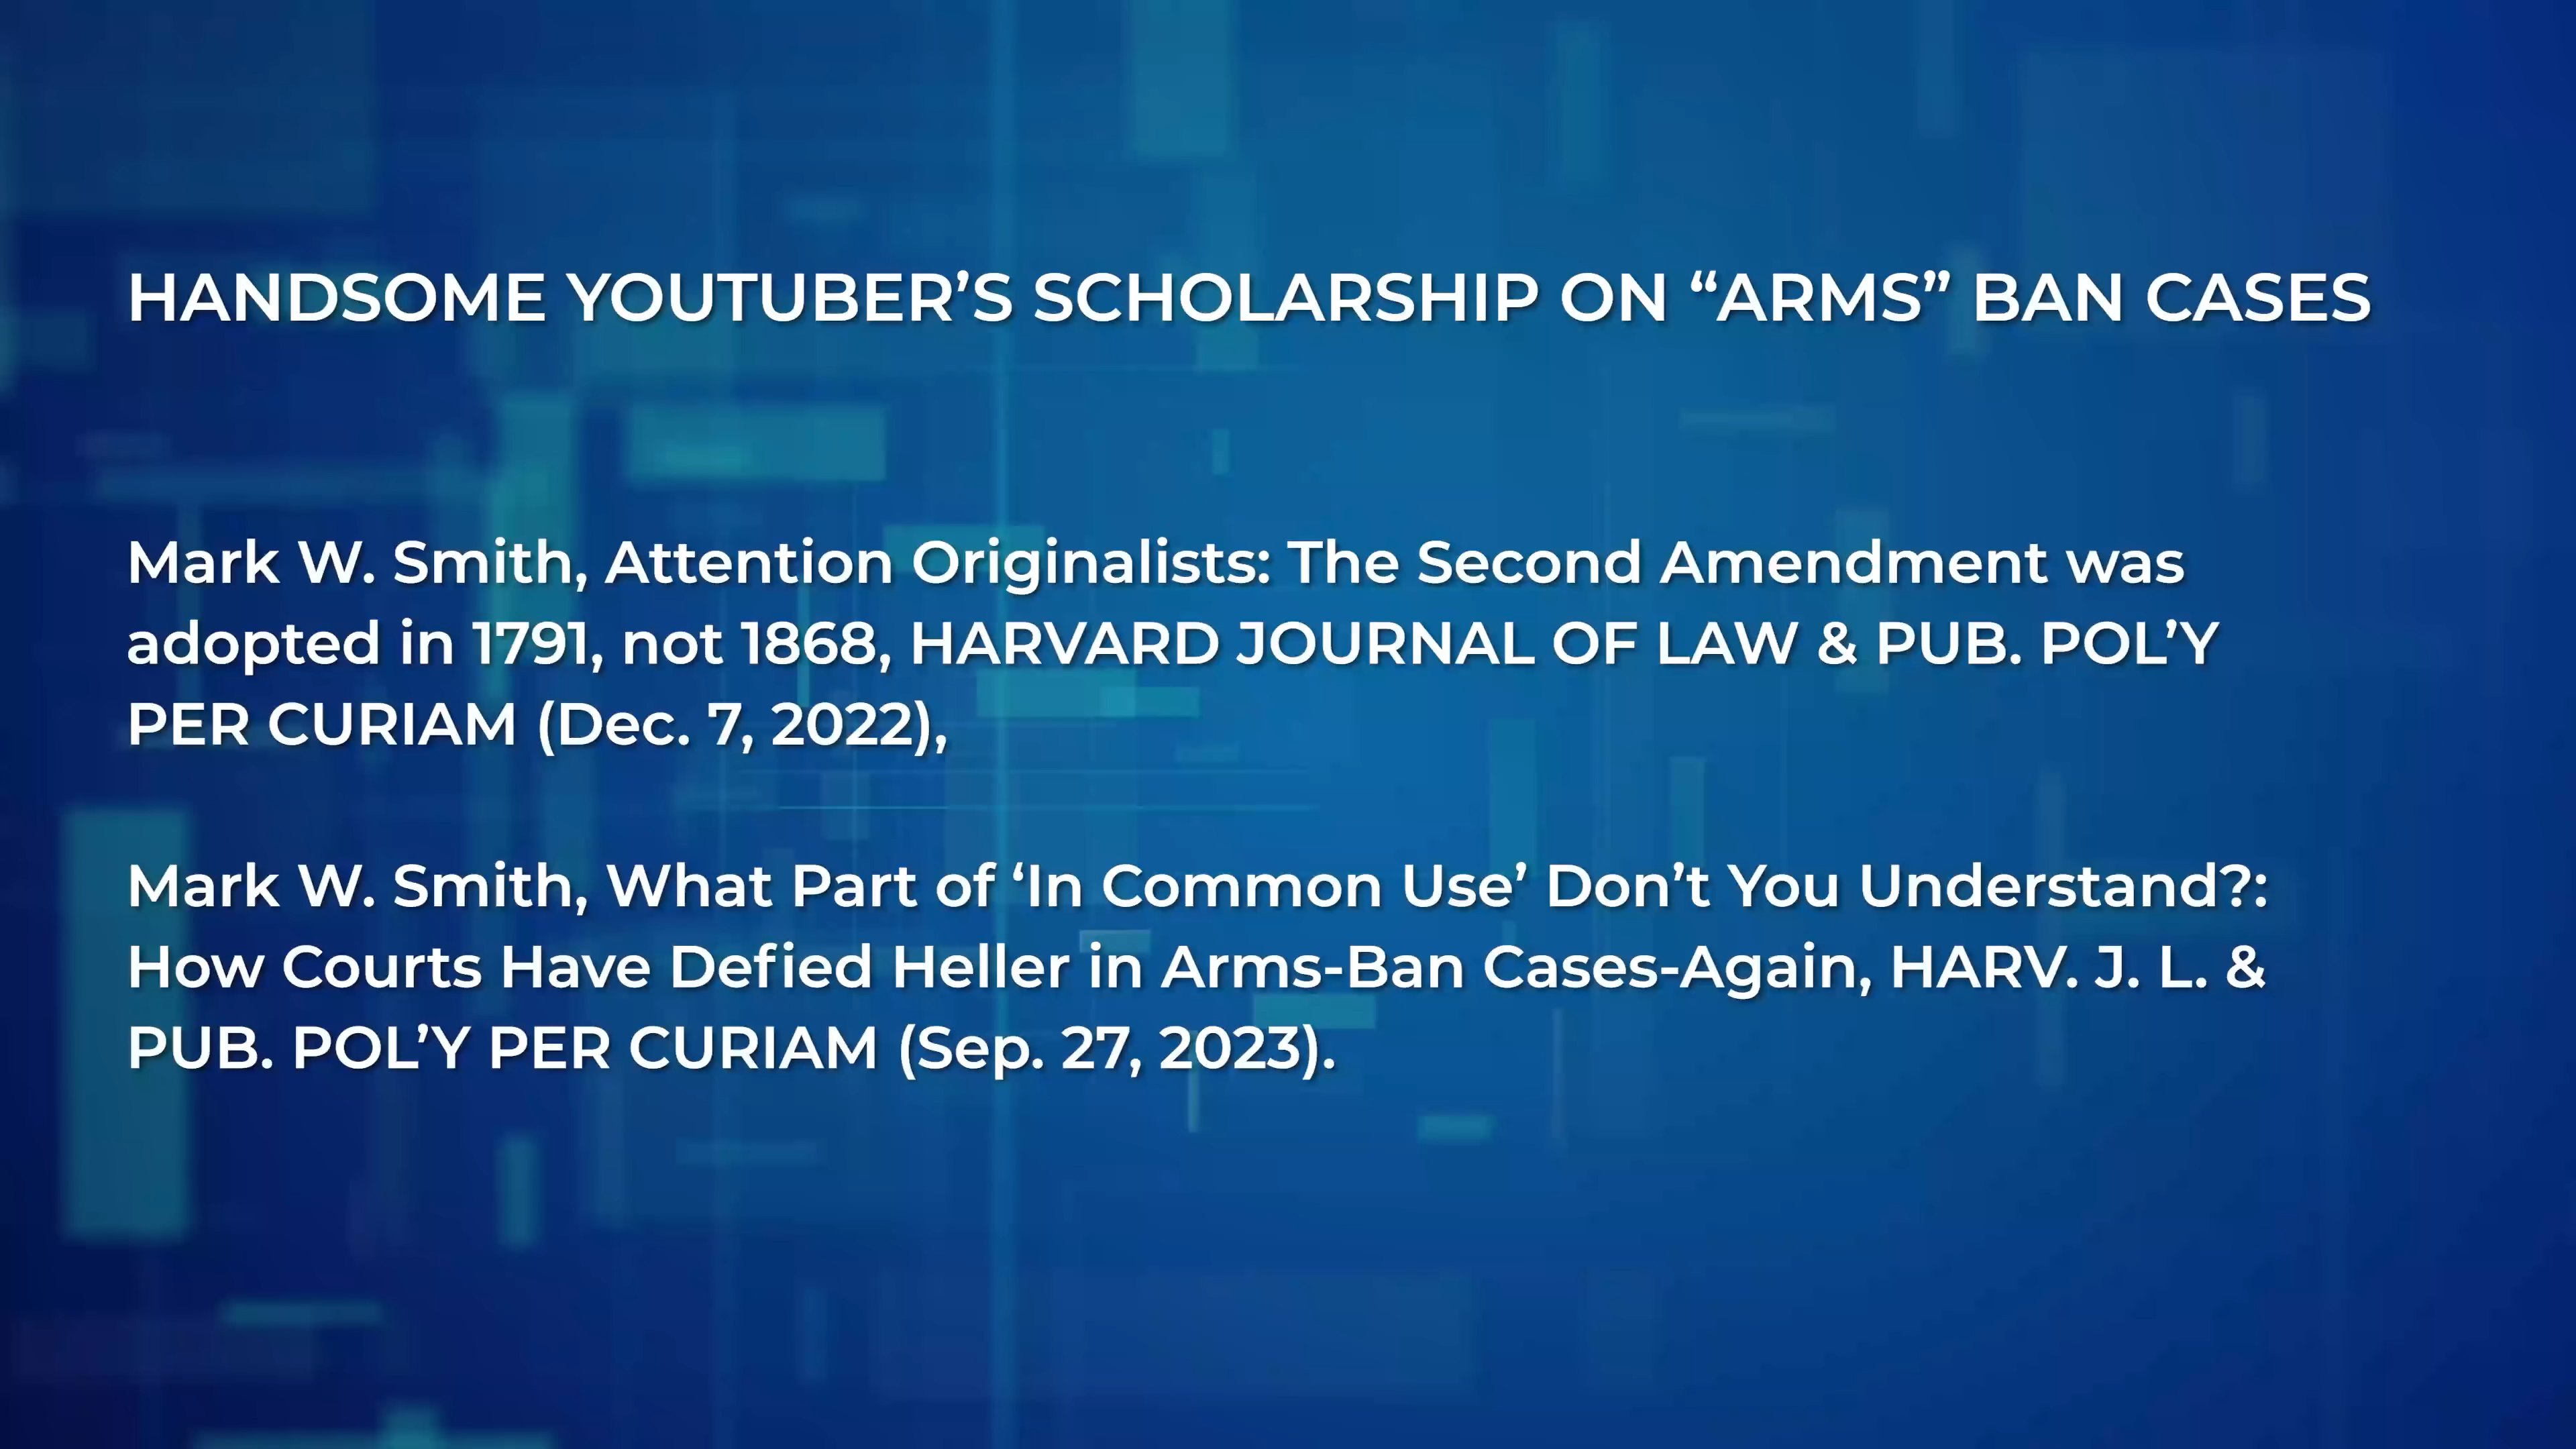 HANDSOME YOUTUBER’S SCHOLARSHIP ON “ARMS” BAN CASES
Mark W. Smith, Attention Originalists: The Second Amendment was
adopted in 1791, not 1868, HARVARD JOURNAL OF LAW & PUB. POL’Y
PER CURIAM (Dec. 7, 2022),
Mark W. Smith, What Part of ‘In Common Use’ Don’t You Understand?:
How Courts Have Defied Heller in Arms-Ban Cases-Again, HARV. J. L. &
PUB. POL’Y PER CURIAM (Sep. 27, 2023).